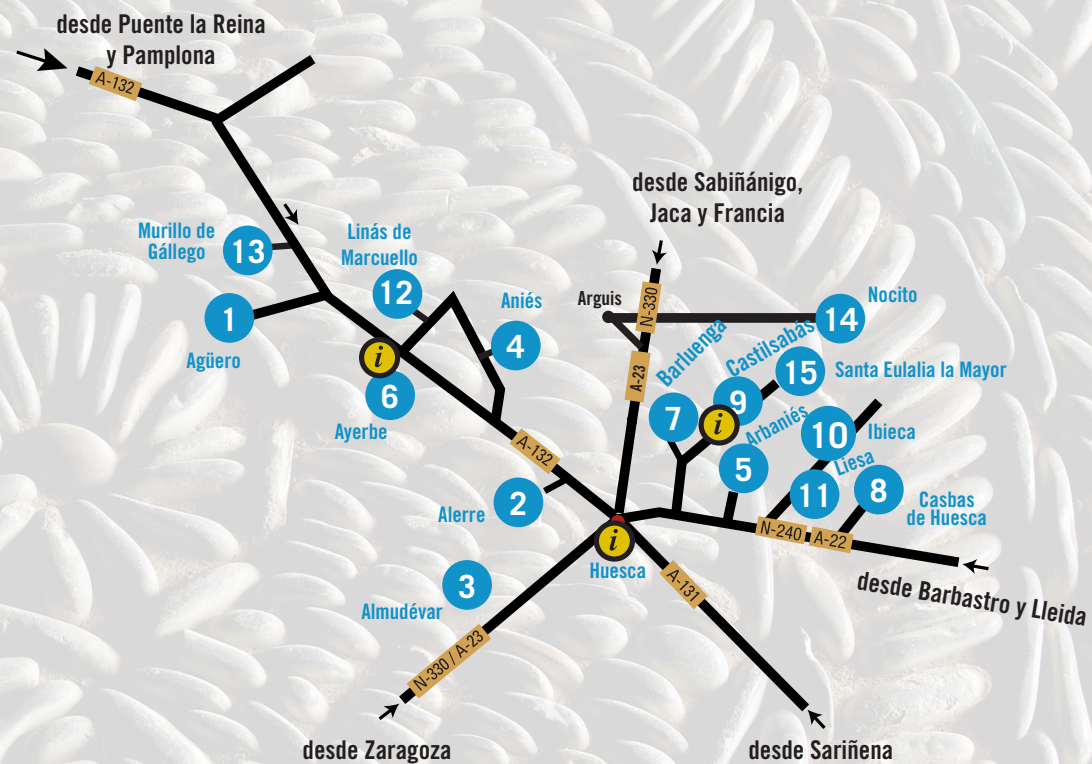 desde Puente la Reina
y Pamplona
A-132
desde Sabiñánigo,
Jaca y Francia
Murillo de
Gállego
13
Linás de
Marcuello
12
Aniés
4
1
Agüero
i
6
Ayerbe
Arguis
N-330
A-23
Nocito
14
Barluenga
7
Castilsabás
9
i
15
Santa Eulalia la Mayor
Arbaniés
5
10
Ibieca
Liesa
11
8
Casbas
de Huesca
A-132
2
Alerre
i
Huesca
N-240
A-22
desde Barbastro y Lleida
3
Almudévar
A-131
N-330 / A-23
desde Zaragoza
desde Sariñena